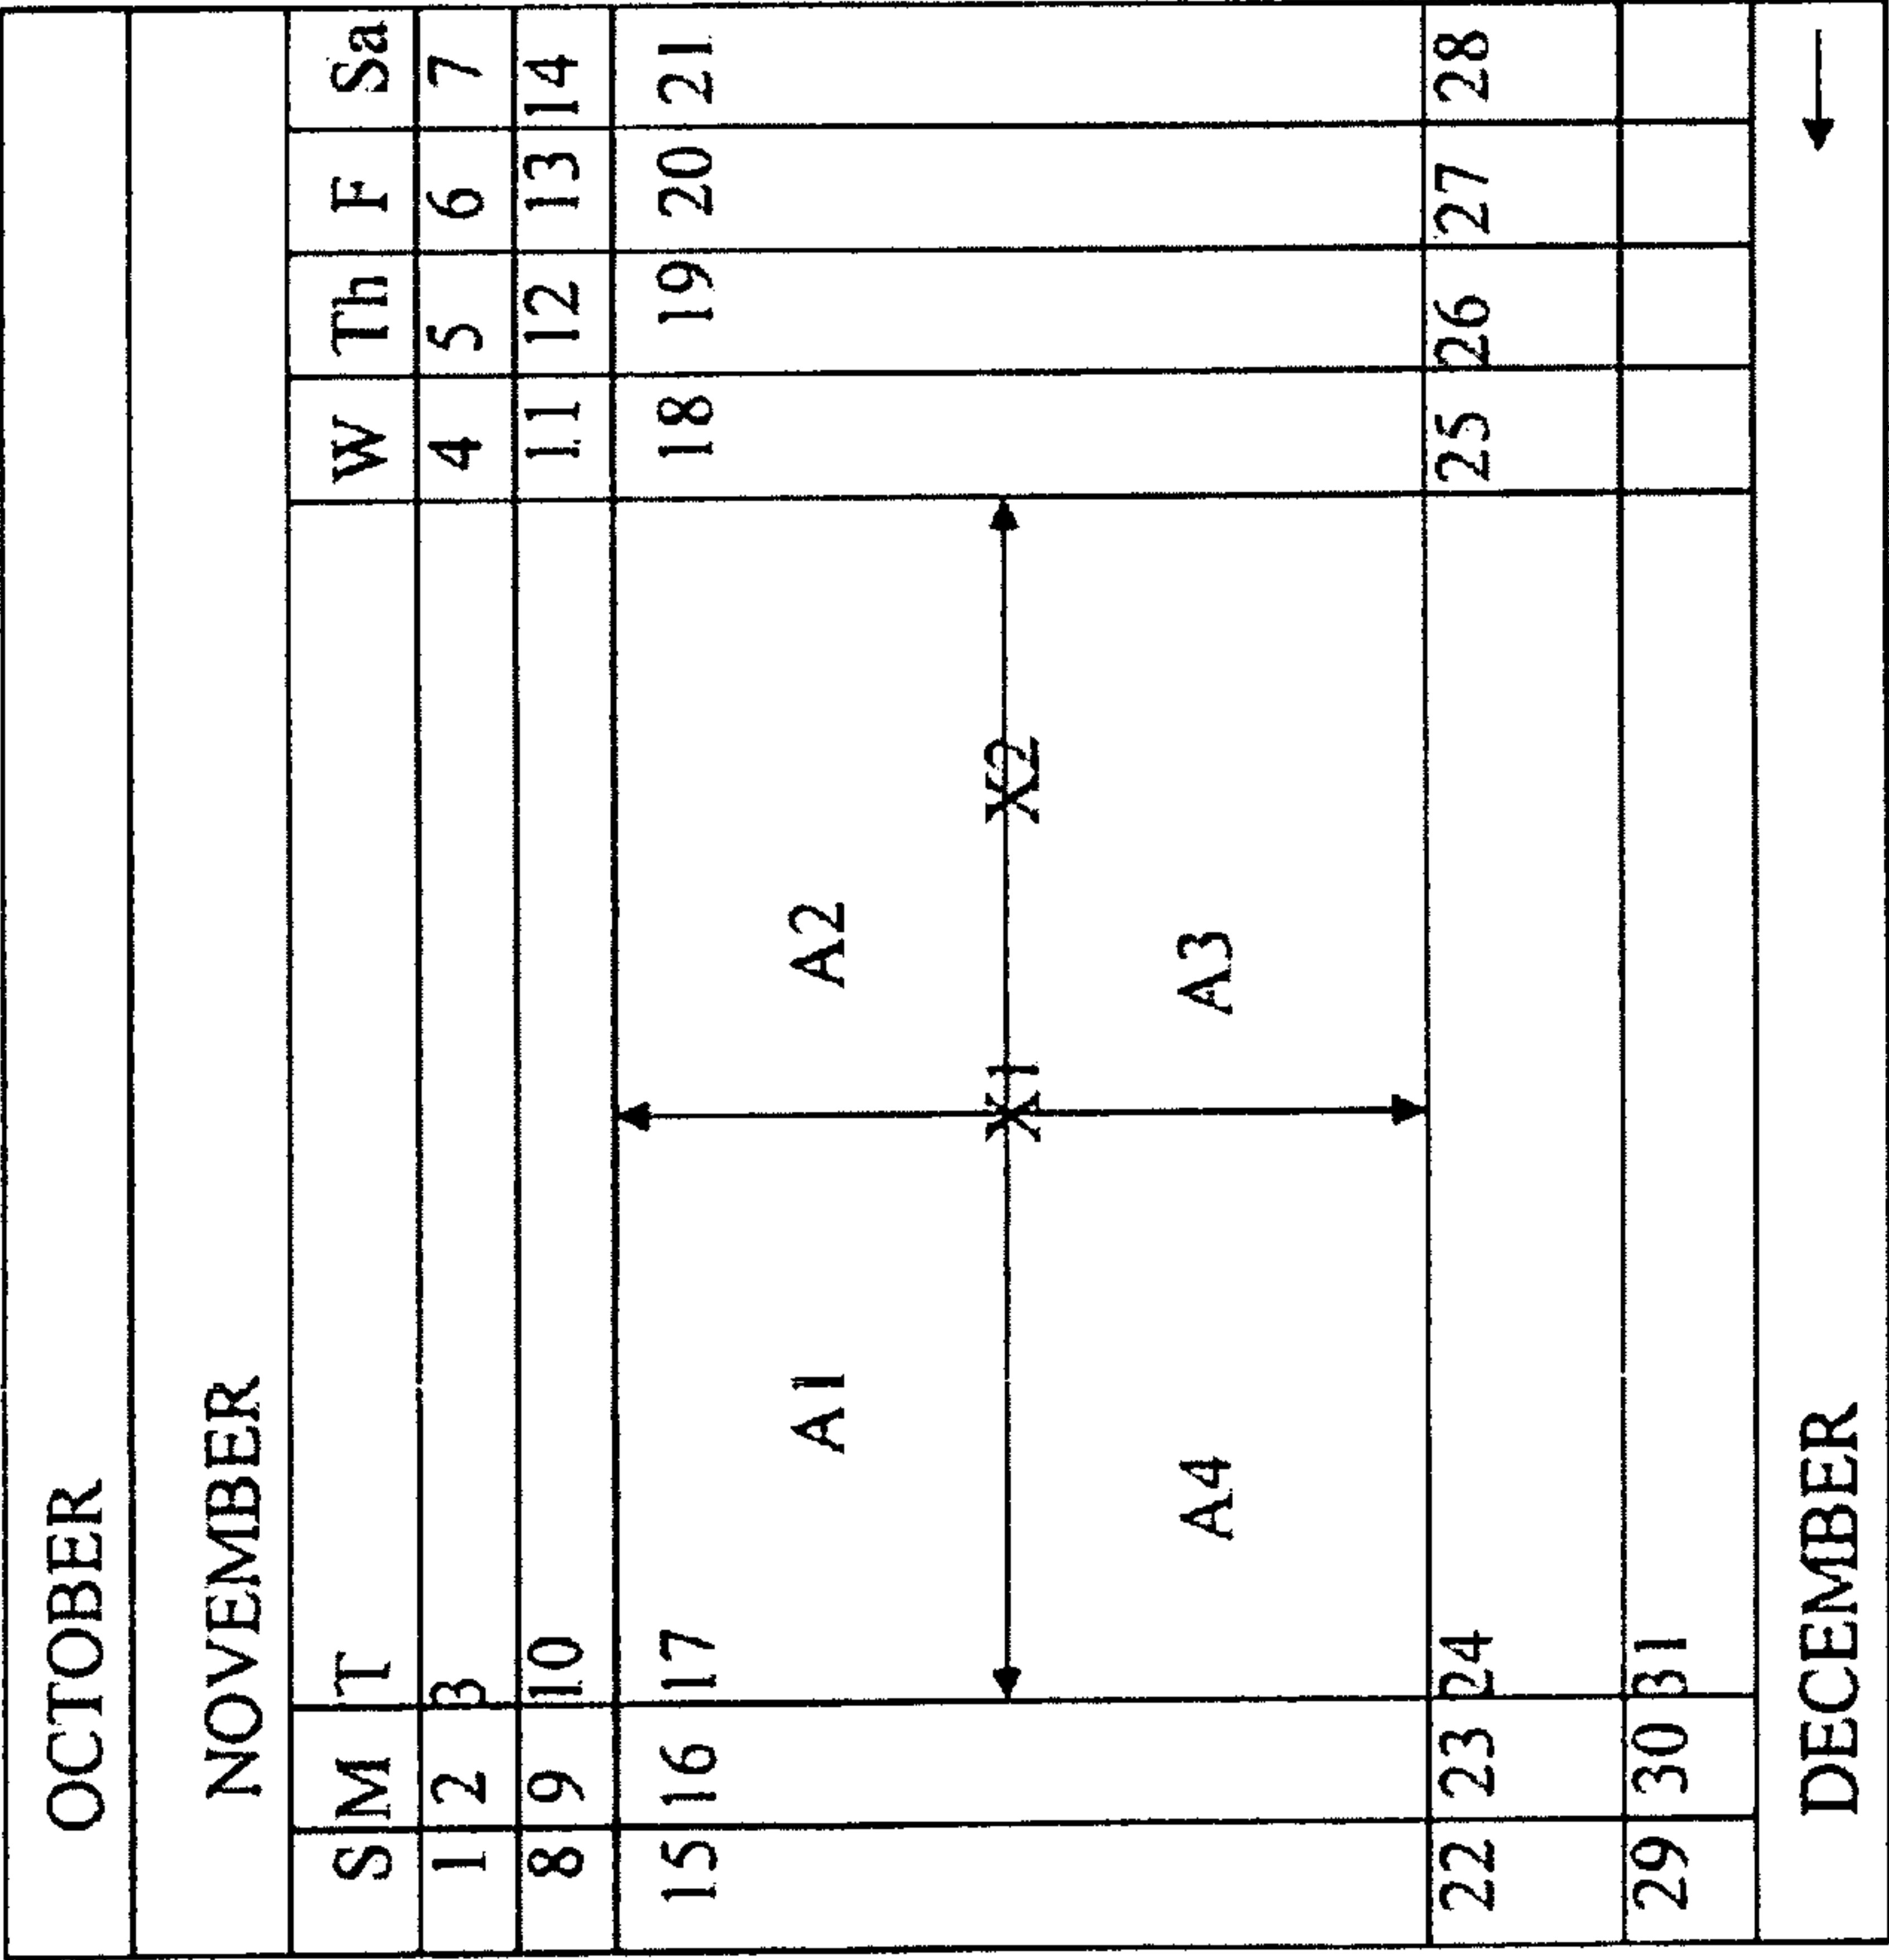 OCTOBER
NOVEMBER
S M T W Th F Sa
1 2 3 4 5 6 7
8 9 10 11 12 13 14
15 16 17 18 19 20 21
A1 A2
X1 X2
A4 A3
22 23 24 25 26 27 28
29 30 31
DECEMBER